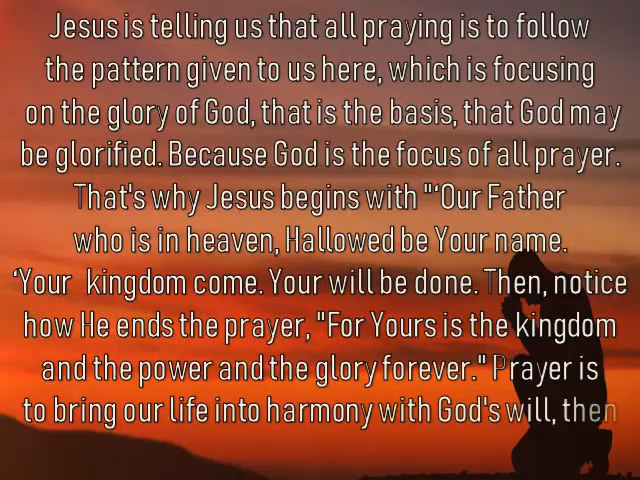 Jesus is telling us that all praying is to follow
the pattern given to us here, which is focusing
on the glory of God, that is the basis, that God may
be glorified. Because God is the focus of all prayer.
That's why Jesus begins with "‘Our Father
who is in heaven, Hallowed be Your name.
‘Your kingdom come. Your will be done. Then, notice
how He ends the prayer, "For Yours is the kingdom
and the power and the glory forever." Prayer is
to bring our life into harmony with God's will, then